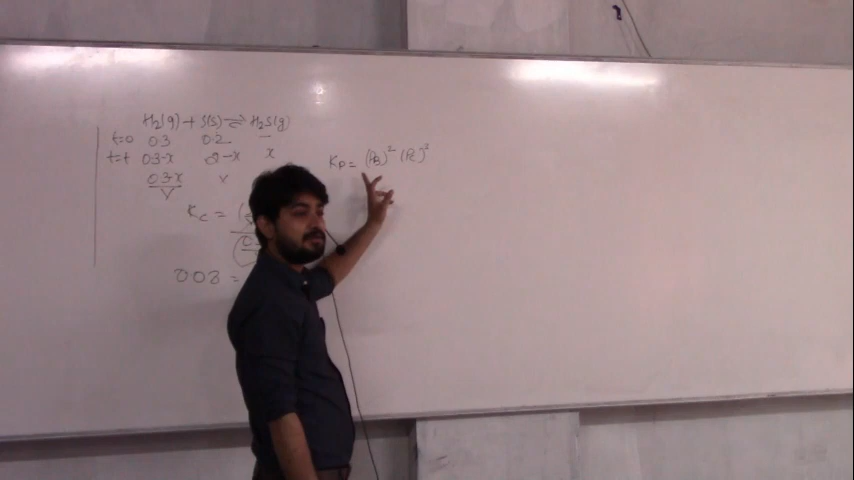 H2(g) + S(s) ⇌ H2S(g)
t=0 0.3 0.2 —
t=t 0.3-x 0.2-x x
0.3-x / V
Kc = (
0.08 =
Kp = (PB)^2 (PC)^3